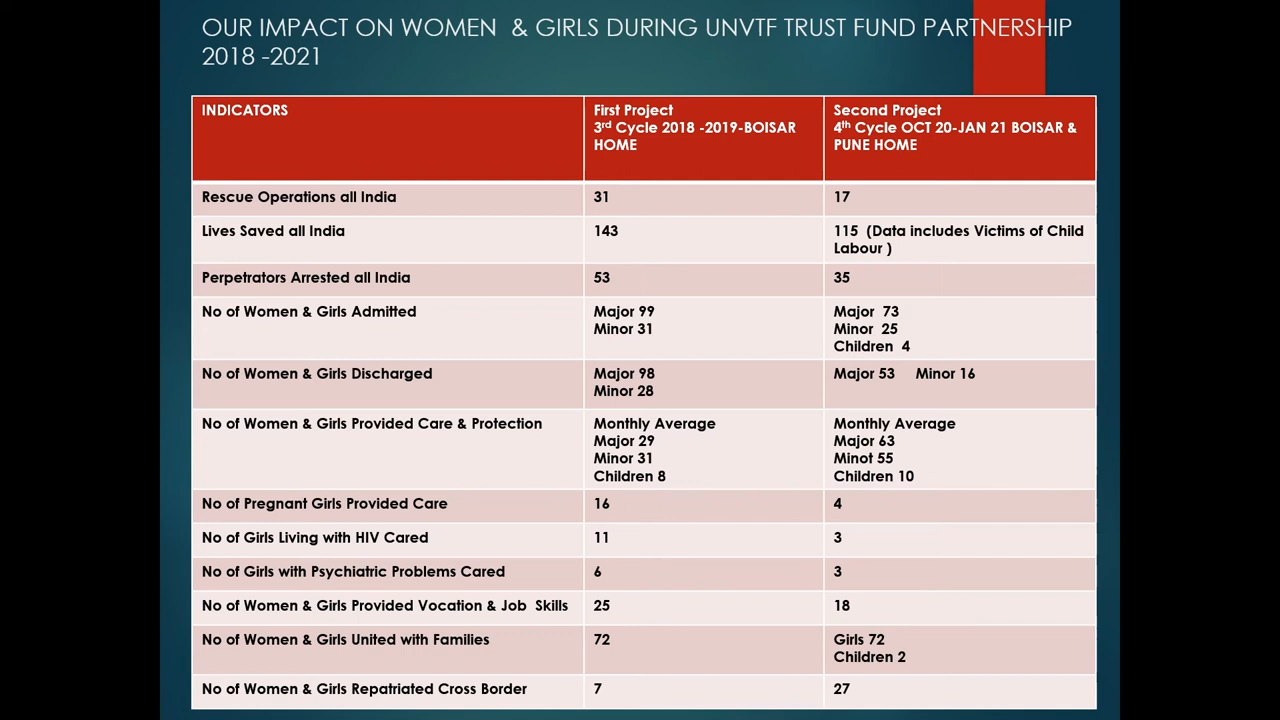 OUR IMPACT ON WOMEN & GIRLS DURING UNVTF TRUST FUND PARTNERSHIP
2018 -2021
INDICATORS
First Project
3rd Cycle 2018 -2019-BOISAR
HOME
Second Project
4th Cycle OCT 20-JAN 21 BOISAR &
PUNE HOME
Rescue Operations all India
31
17
Lives Saved all India
143
115 (Data includes Victims of Child
Labour )
Perpetrators Arrested all India
53
35
No of Women & Girls Admitted
Major 99
Minor 31
Major 73
Minor 25
Children 4
No of Women & Girls Discharged
Major 98
Minor 28
Major 53 Minor 16
No of Women & Girls Provided Care & Protection
Monthly Average
Major 29
Minor 31
Children 8
Monthly Average
Major 63
Minot 55
Children 10
No of Pregnant Girls Provided Care
16
4
No of Girls Living with HIV Cared
11
3
No of Girls with Psychiatric Problems Cared
6
3
No of Women & Girls Provided Vocation & Job Skills
25
18
No of Women & Girls United with Families
72
Girls 72
Children 2
No of Women & Girls Repatriated Cross Border
7
27